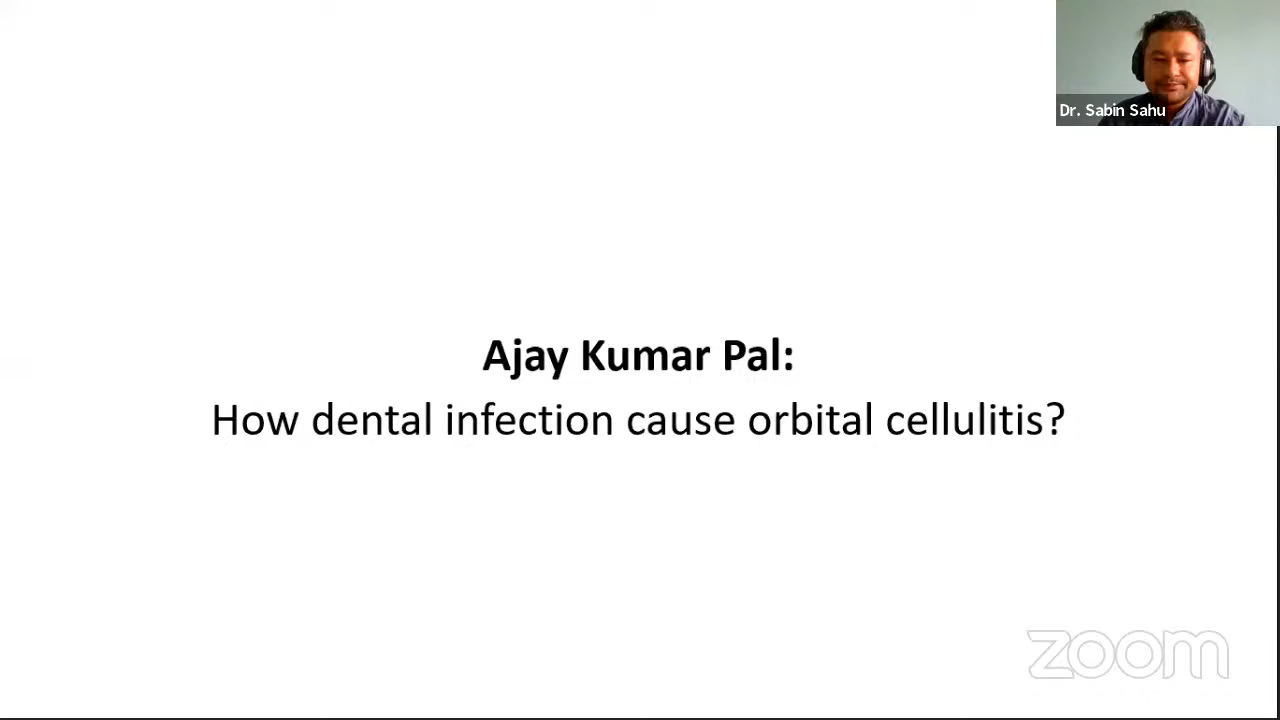 Dr. Sabin Sahu
Ajay Kumar Pal:
How dental infection cause orbital cellulitis?
zoom